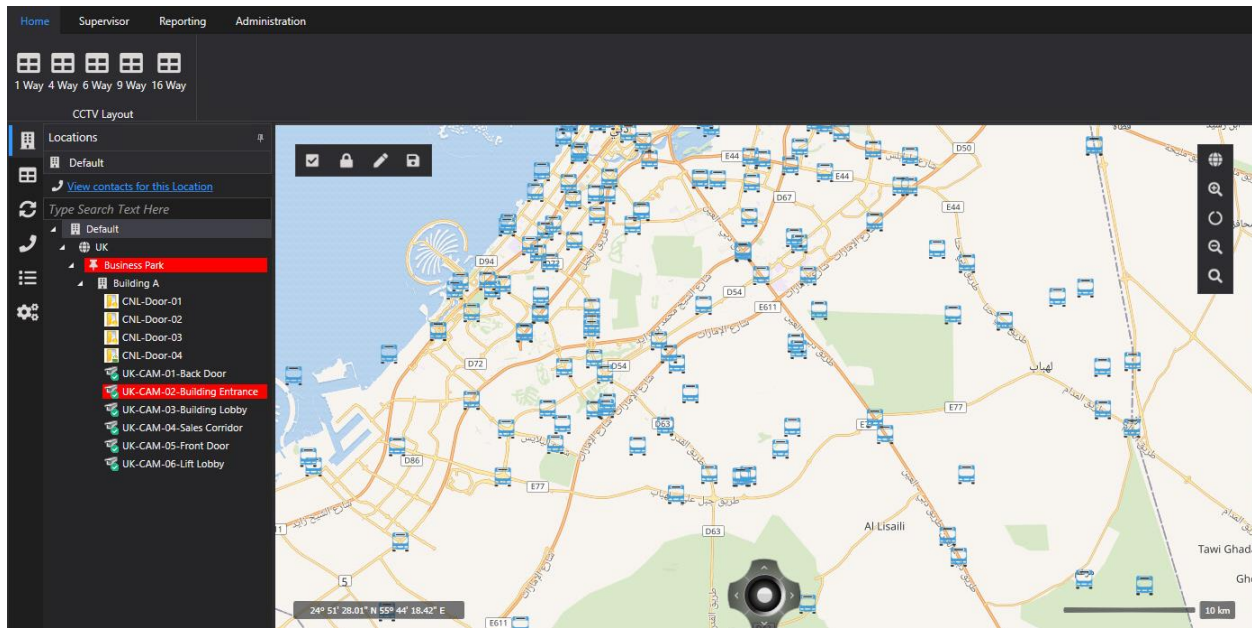 Home Supervisor Reporting Administration
1 Way 4 Way 6 Way 9 Way 16 Way
CCTV Layout
Locations
Default
View contacts for this Location
Type Search Text Here
Default
UK
Business Park
Building A
CNL-Door-01
CNL-Door-02
CNL-Door-03
CNL-Door-04
UK-CAM-01-Back Door
UK-CAM-02-Building Entrance
UK-CAM-03-Building Lobby
UK-CAM-04-Sales Corridor
UK-CAM-05-Front Door
UK-CAM-06-Lift Lobby
دبي
E44
D50
E44
D67
E44
D94
D54
E611
D72
D54
لهباب
E77
D63
D86
E77
D63
Al Lisaili
Tawi Ghad
5
24º 51' 28.01" N 55º 44' 18.42" E
10 km
E611